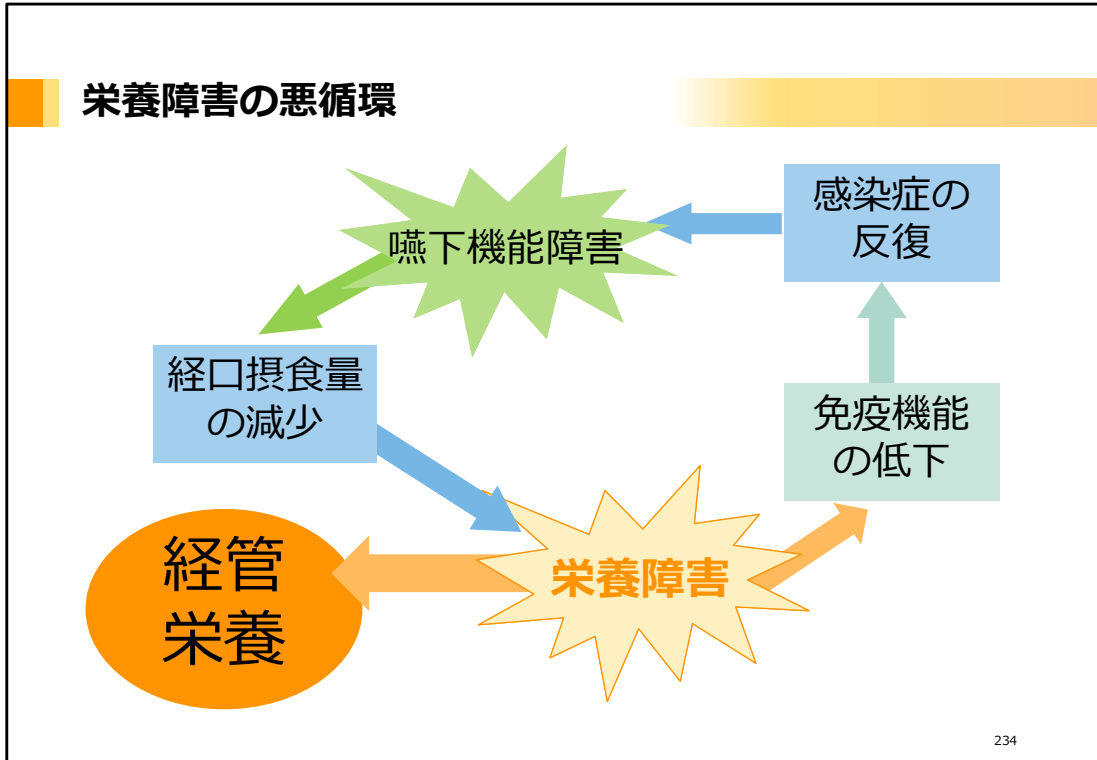 栄養障害の悪循環
感染症の
反復
嚥下機能障害
経口摂食量
の減少
免疫機能
の低下
経管
栄養
栄養障害
234